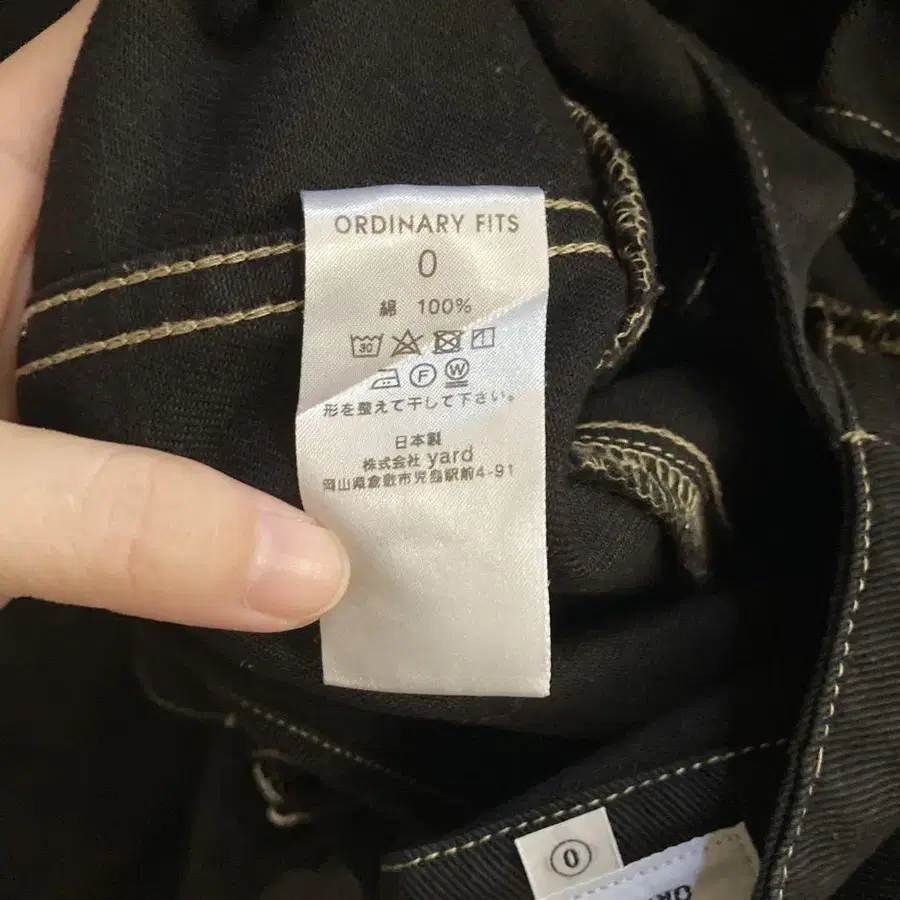 ORDINARY FITS
0
綿 100%
30
F W
形を整えて干して下さい。
日本製
株式会社 yard
岡山県倉敷市児島駅前4-91
0